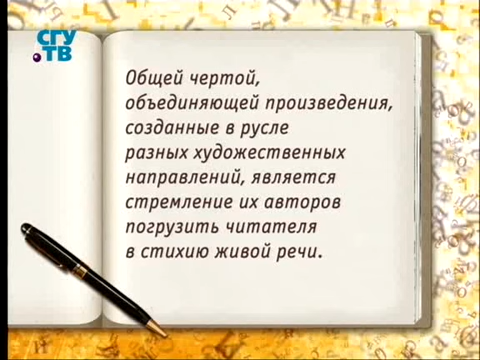 СГУ
ТВ
Общей чертой,
объединяющей произведения,
созданные в русле
разных художественных
направлений, является
стремление их авторов
погрузить читателя
в стихию живой речи.